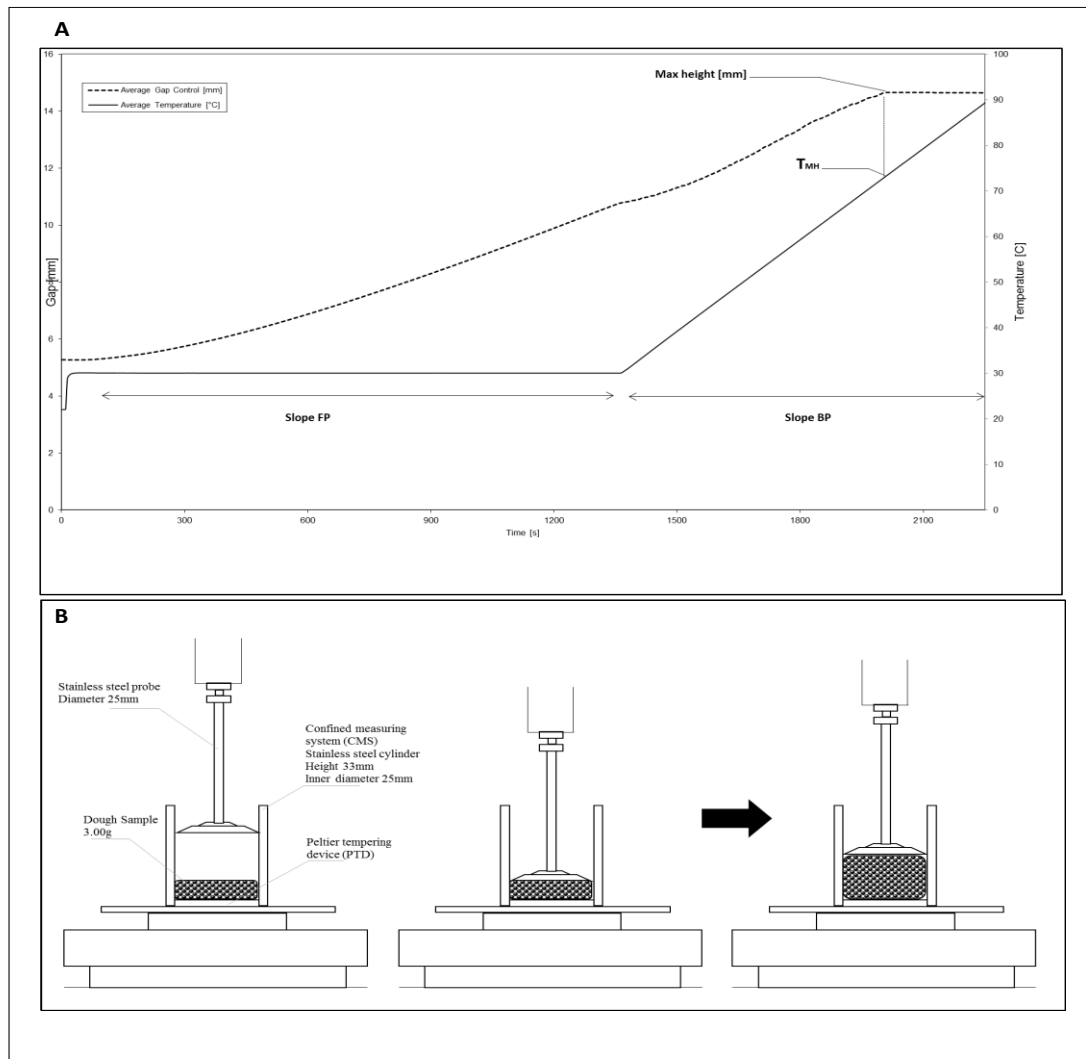 A
16
14
12
10
8
6
4
2
0
Gap [mm]
Average Gap Control [mm]
Average Temperature [°C]
Max height [mm]
TMH
Slope FP
Slope BP
100
90
80
70
60
50
40
30
20
10
0
Temperature [C]
0
300
600
900
1200
1500
1800
2100
Time [s]
B
Stainless steel probe
Diameter 25mm
Confined measuring
system (CMS)
Stainless steel cylinder
Height 33mm
Inner diameter 25mm
Dough Sample
3.00g
Peltier tempering
device (PTD)